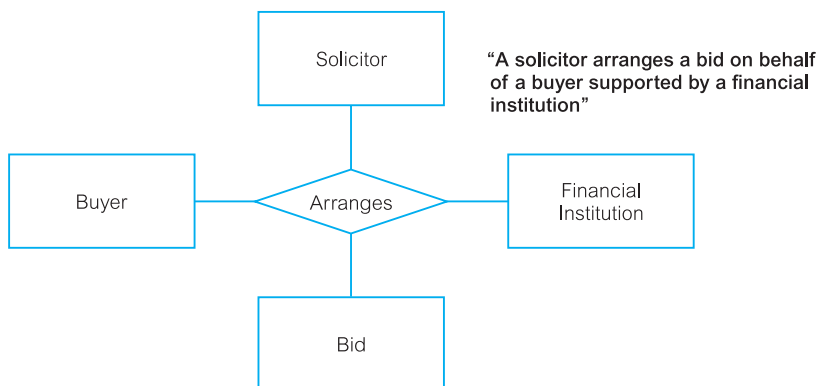 Solicitor
“A solicitor arranges a bid on behalf
of a buyer supported by a financial
institution”
Buyer
Arranges
Financial
Institution
Bid